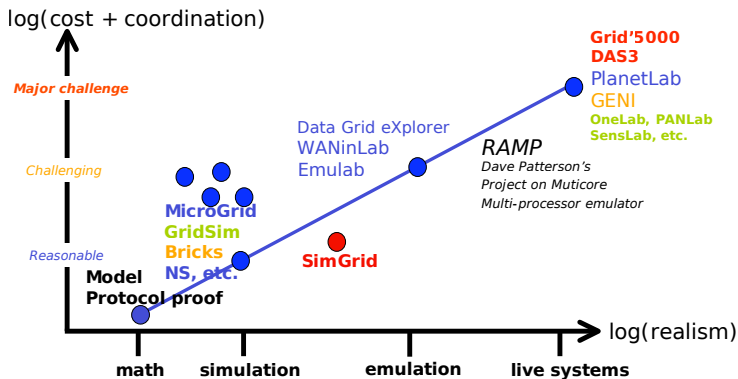 log(cost + coordination)
Grid'5000
DAS3
PlanetLab
GENI
OneLab, PANLab
SensLab, etc.
Major challenge
Data Grid eXplorer
WANinLab
Emulab
RAMP
Dave Patterson's
Project on Muticore
Multi-processor emulator
Challenging
MicroGrid
GridSim
Bricks
NS, etc.
SimGrid
Reasonable
Model
Protocol proof
log(realism)
math
simulation
emulation
live systems